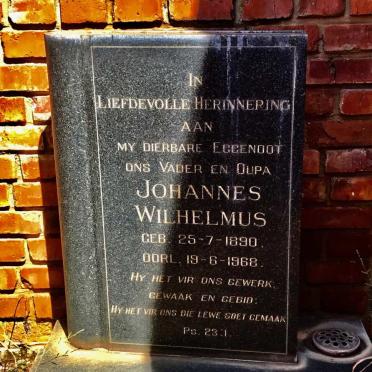 IN
LIEFDEVOLLE HERINNERING
AAN
MY DIERBARE EGGENOOT
ONS VADER EN OUPA
JOHANNES
WILHELMUS
GEB. 25-7-1890
OORL. 19-6-1968.
HY HET VIR ONS GEWERK,
GEWAAK EN GEBID:
HY HET VIR ONS DIE LEWE SOET GEMAAK
PS. 23:1.